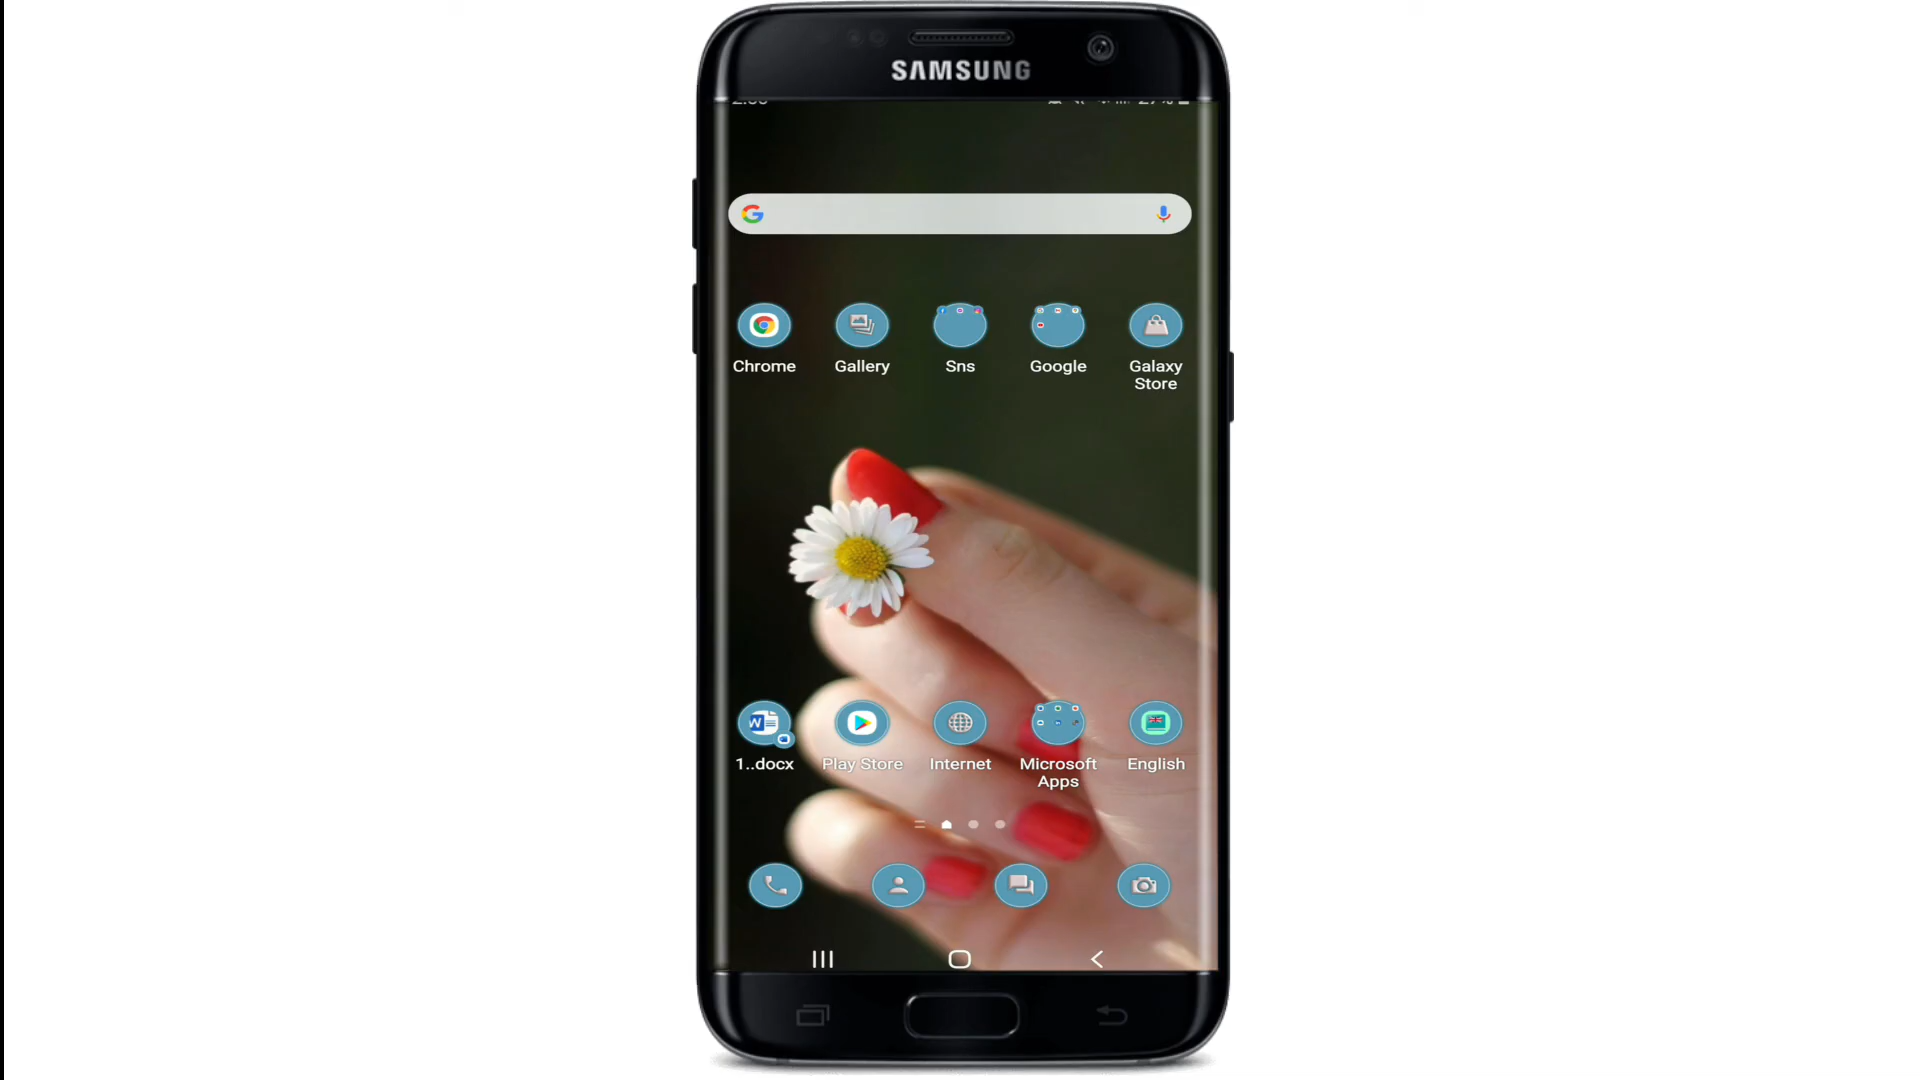 SAMSUNG
Chrome
Gallery
Sns
Google
Galaxy
Store
1..docx
Play Store
Internet
Microsoft
Apps
English